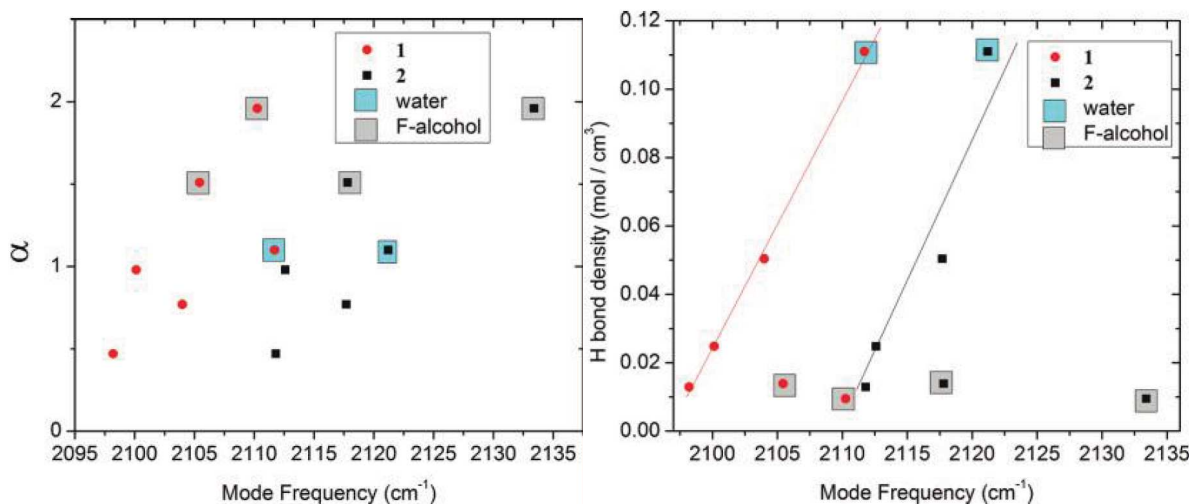 2
1
0
α
1
2
water
F-alcohol
2095 2100 2105 2110 2115 2120 2125 2130 2135
Mode Frequency (cm⁻¹)
0.12
0.10
0.08
0.06
0.04
0.02
0.00
H bond density (mol / cm³)
1
2
water
F-alcohol
2100 2105 2110 2115 2120 2125 2130 2135
Mode Frequency (cm⁻¹)